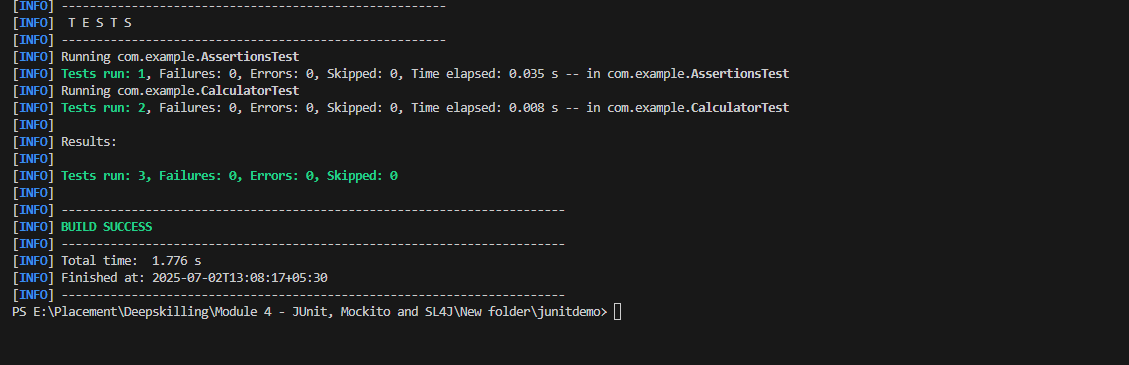 [INFO] -------------------------------------------------------
[INFO]  T E S T S
[INFO] -------------------------------------------------------
[INFO] Running com.example.AssertionsTest
[INFO] Tests run: 1, Failures: 0, Errors: 0, Skipped: 0, Time elapsed: 0.035 s -- in com.example.AssertionsTest
[INFO] Running com.example.CalculatorTest
[INFO] Tests run: 2, Failures: 0, Errors: 0, Skipped: 0, Time elapsed: 0.008 s -- in com.example.CalculatorTest
[INFO]
[INFO] Results:
[INFO]
[INFO] Tests run: 3, Failures: 0, Errors: 0, Skipped: 0
[INFO]
[INFO] ------------------------------------------------------------------------
[INFO] BUILD SUCCESS
[INFO] ------------------------------------------------------------------------
[INFO] Total time:  1.776 s
[INFO] Finished at: 2025-07-02T13:08:17+05:30
[INFO] ------------------------------------------------------------------------
PS E:\Placement\Deepskilling\Module 4 - JUnit, Mockito and SL4J\New folder\junitdemo>